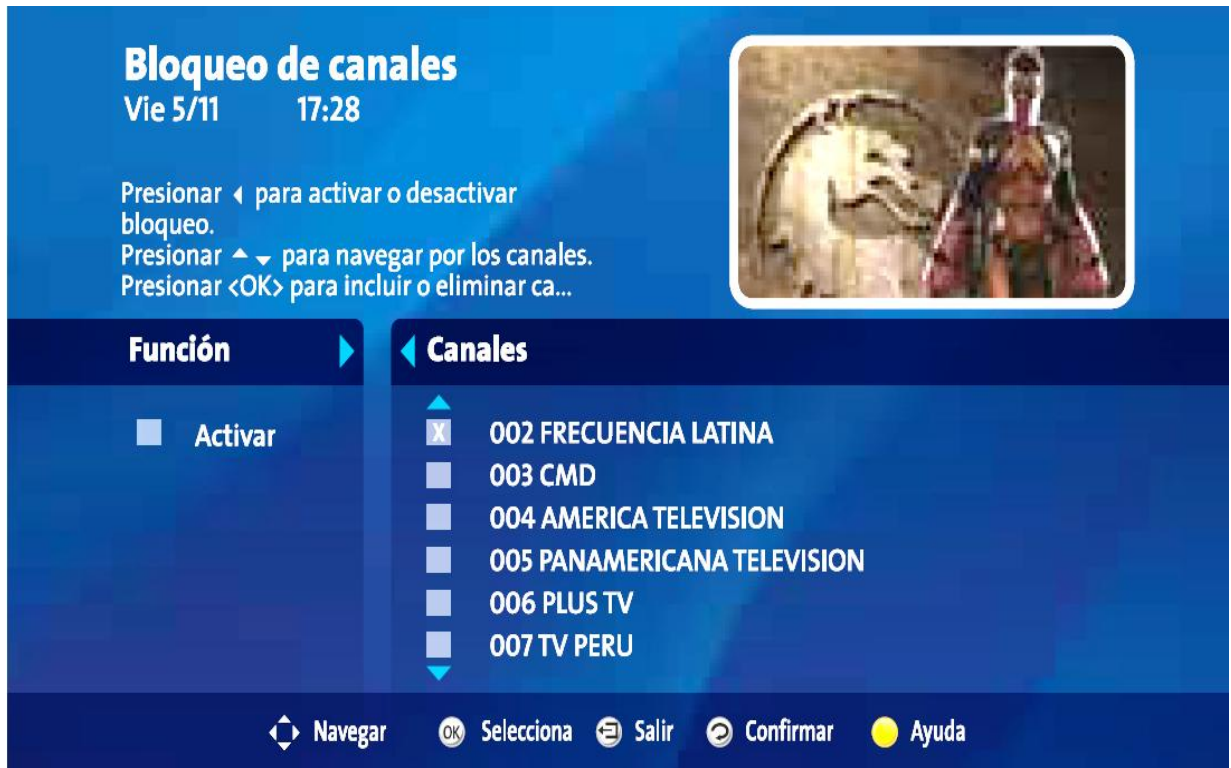 Bloqueo de canales
Vie 5/11 17:28
Presionar para activar o desactivar
bloqueo.
Presionar para navegar por los canales.
Presionar <OK> para incluir o eliminar ca...
Función
Canales
Activar
X 002 FRECUENCIA LATINA
003 CMD
004 AMERICA TELEVISION
005 PANAMERICANA TELEVISION
006 PLUS TV
007 TV PERU
Navegar OK Selecciona Salir Confirmar Ayuda